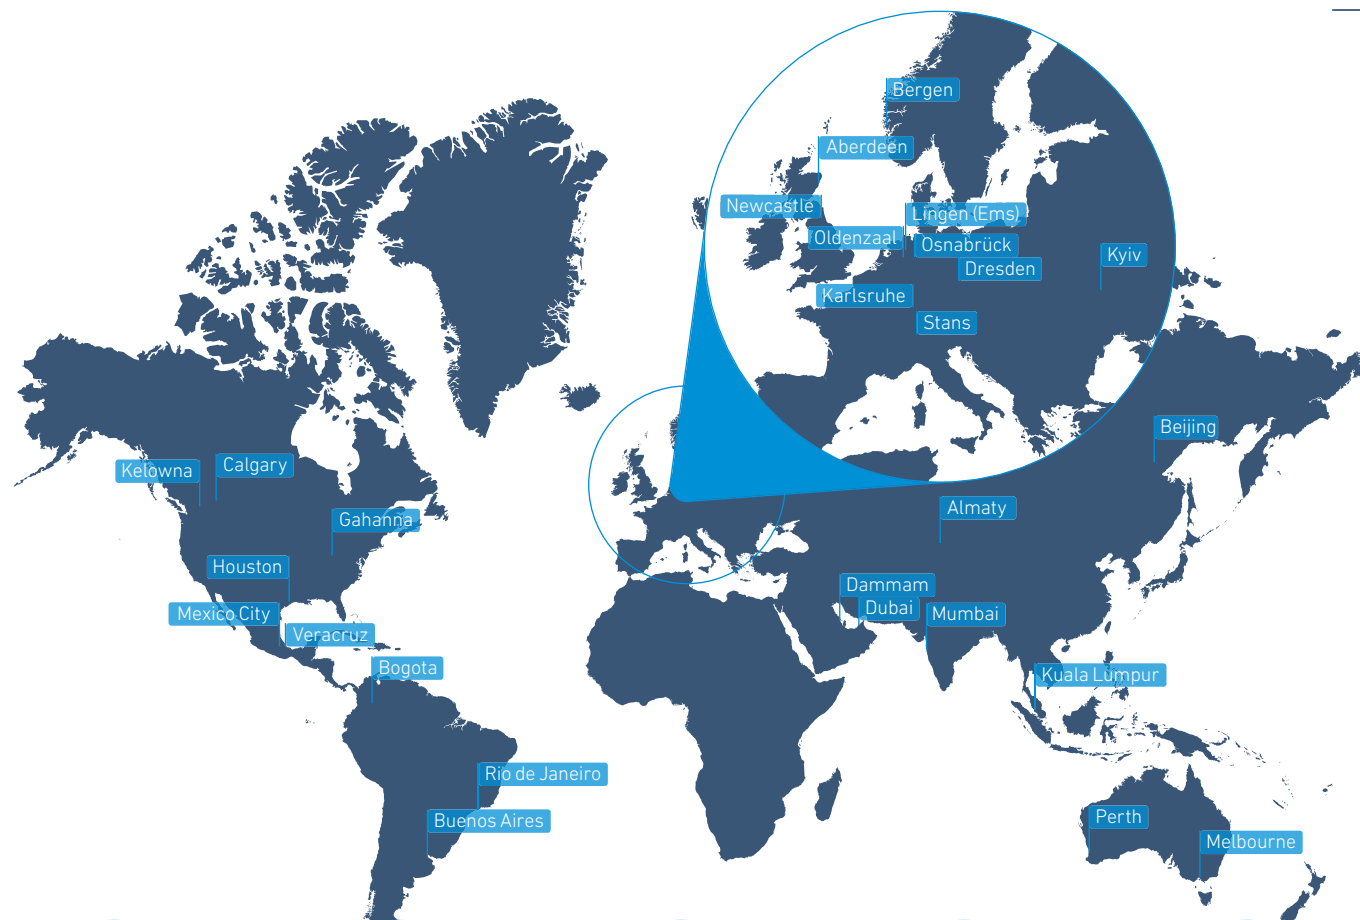 Bergen
Aberdeen
Newcastle
Lingen (Ems)
Oldenzaal
Osnabrück
Kyiv
Dresden
Karlsruhe
Stans
Beijing
Kelowna
Calgary
Almaty
Gahanna
Houston
Dammam
Dubai
Mexico City
Mumbai
Veracruz
Bogota
Kuala Lumpur
Rio de Janeiro
Buenos Aires
Perth
Melbourne